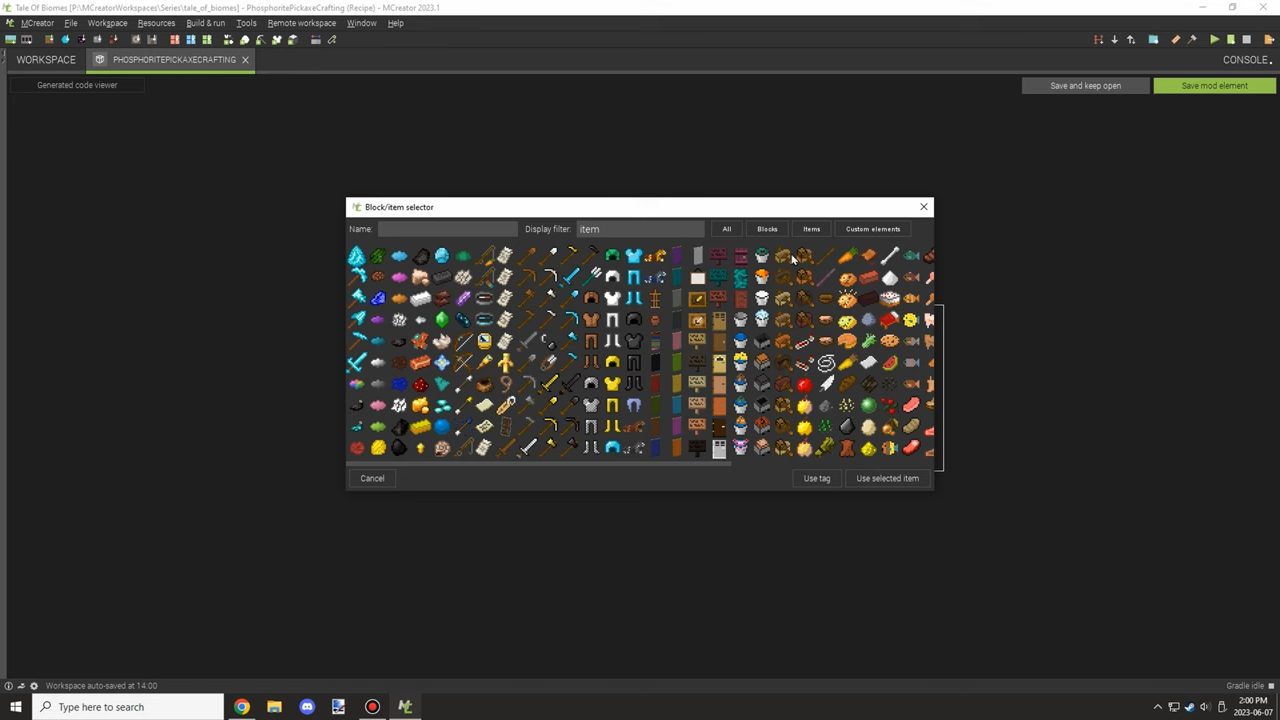 Tale Of Biomes [P:\MCreatorWorkspaces\Series\tale_of_biomes] - PhosphoritePickaxeCrafting (Recipe) - MCreator 2023.1
MCreator File Workspace Resources Build & run Tools Remote workspace Window Help
WORKSPACE PHOSPHORITEPICKAXECRAFTING CONSOLE
Generated code viewer Save and keep open Save mod element
Block/item selector
Name: Display filter: item All Blocks Items Custom elements
Cancel Use tag Use selected item
Workspace auto-saved at 14:00 Gradle idle
Type here to search 2:00 PM
2023-06-07